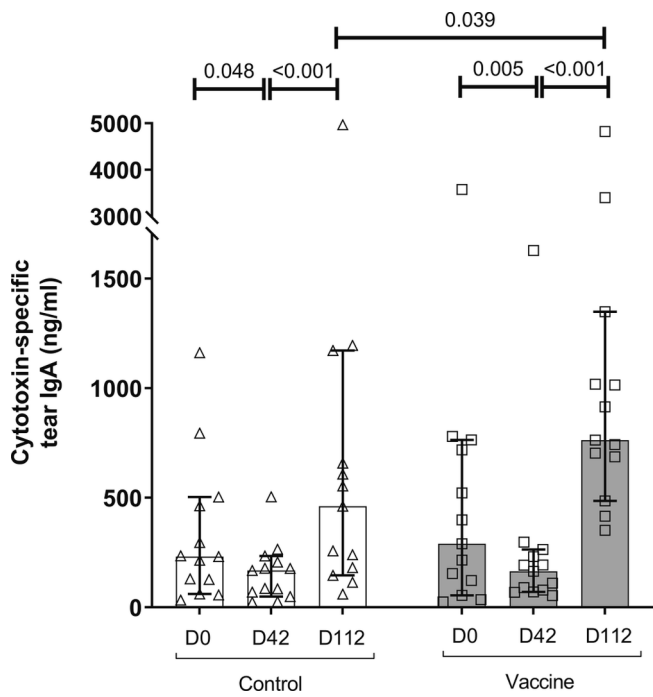 0.039
0.048 <0.001 0.005 <0.001
5000
4000
3000
1500
1000
500
0
Cytotoxin-specific
tear IgA (ng/ml)
D0 D42 D112 D0 D42 D112
Control Vaccine